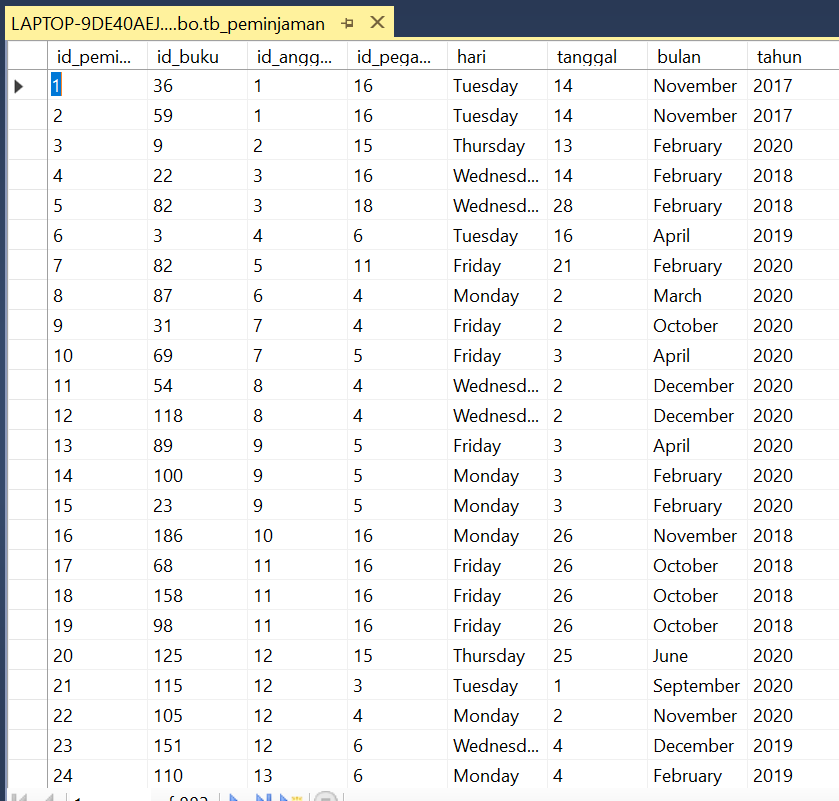 LAPTOP-9DE40AEJ....bo.tb_peminjaman
id_pemi... id_buku id_angg... id_pega... hari tanggal bulan tahun
1 36 1 16 Tuesday 14 November 2017
2 59 1 16 Tuesday 14 November 2017
3 9 2 15 Thursday 13 February 2020
4 22 3 16 Wednesd... 14 February 2018
5 82 3 18 Wednesd... 28 February 2018
6 3 4 6 Tuesday 16 April 2019
7 82 5 11 Friday 21 February 2020
8 87 6 4 Monday 2 March 2020
9 31 7 4 Friday 2 October 2020
10 69 7 5 Friday 3 April 2020
11 54 8 4 Wednesd... 2 December 2020
12 118 8 4 Wednesd... 2 December 2020
13 89 9 5 Friday 3 April 2020
14 100 9 5 Monday 3 February 2020
15 23 9 5 Monday 3 February 2020
16 186 10 16 Monday 26 November 2018
17 68 11 16 Friday 26 October 2018
18 158 11 16 Friday 26 October 2018
19 98 11 16 Friday 26 October 2018
20 125 12 15 Thursday 25 June 2020
21 115 12 3 Tuesday 1 September 2020
22 105 12 4 Monday 2 November 2020
23 151 12 6 Wednesd... 4 December 2019
24 110 13 6 Monday 4 February 2019